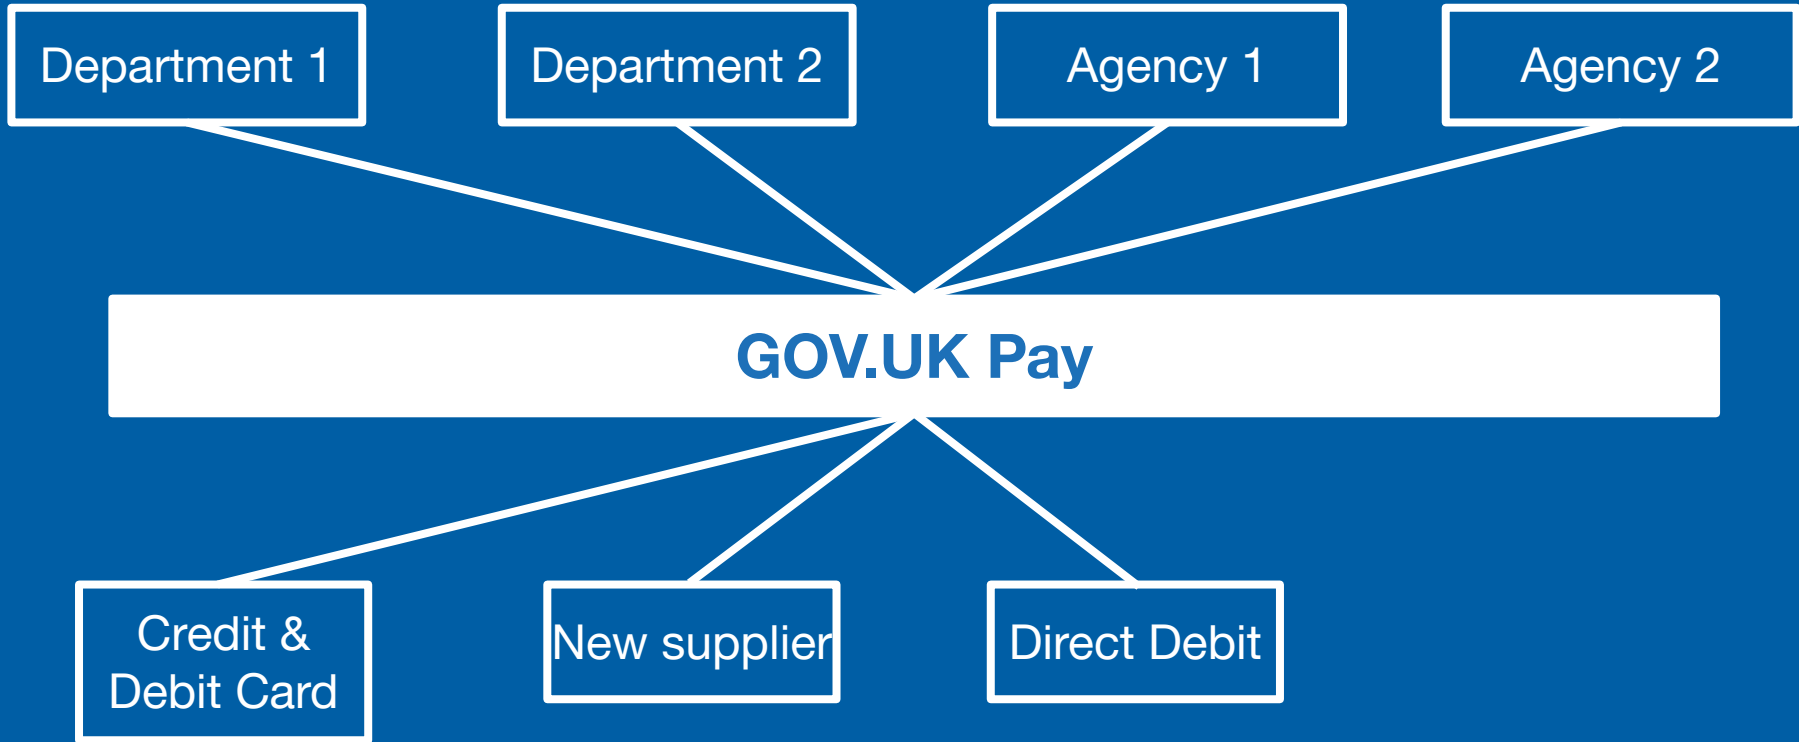 Department 1
Department 2
Agency 1
Agency 2
GOV.UK Pay
Credit &
Debit Card
New supplier
Direct Debit